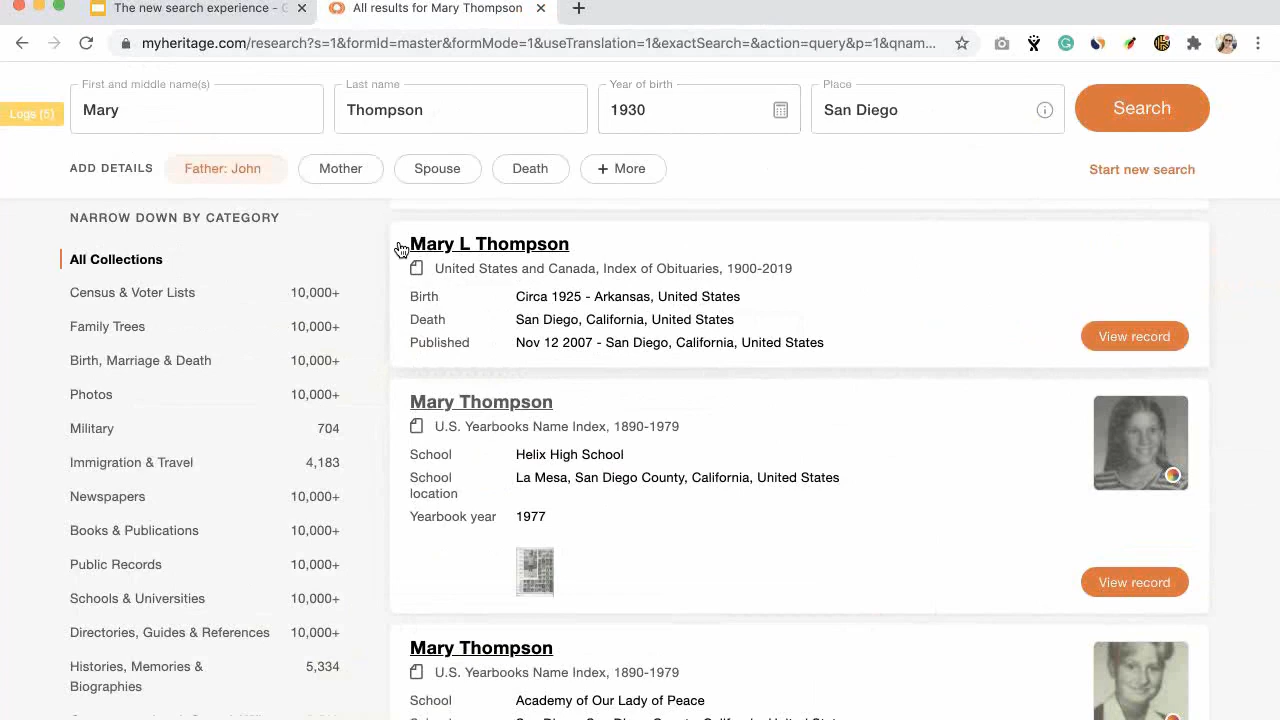 The new search experience - G
All results for Mary Thompson
myheritage.com/research?s=1&formId=master&formMode=1&useTranslation=1&exactSearch=&action=query&p=1&qnam...
First and middle name(s)
Mary
Last name
Thompson
Year of birth
1930
Place
San Diego
Search
Logs (5)
ADD DETAILS
Father: John
Mother
Spouse
Death
+ More
Start new search
NARROW DOWN BY CATEGORY
All Collections
Census & Voter Lists 10,000+
Family Trees 10,000+
Birth, Marriage & Death 10,000+
Photos 10,000+
Military 704
Immigration & Travel 4,183
Newspapers 10,000+
Books & Publications 10,000+
Public Records 10,000+
Schools & Universities 10,000+
Directories, Guides & References 10,000+
Histories, Memories & 5,334
Biographies
Mary L Thompson
United States and Canada, Index of Obituaries, 1900-2019
Birth Circa 1925 - Arkansas, United States
Death San Diego, California, United States
Published Nov 12 2007 - San Diego, California, United States
View record
Mary Thompson
U.S. Yearbooks Name Index, 1890-1979
School Helix High School
School La Mesa, San Diego County, California, United States
location
Yearbook year 1977
View record
Mary Thompson
U.S. Yearbooks Name Index, 1890-1979
School Academy of Our Lady of Peace